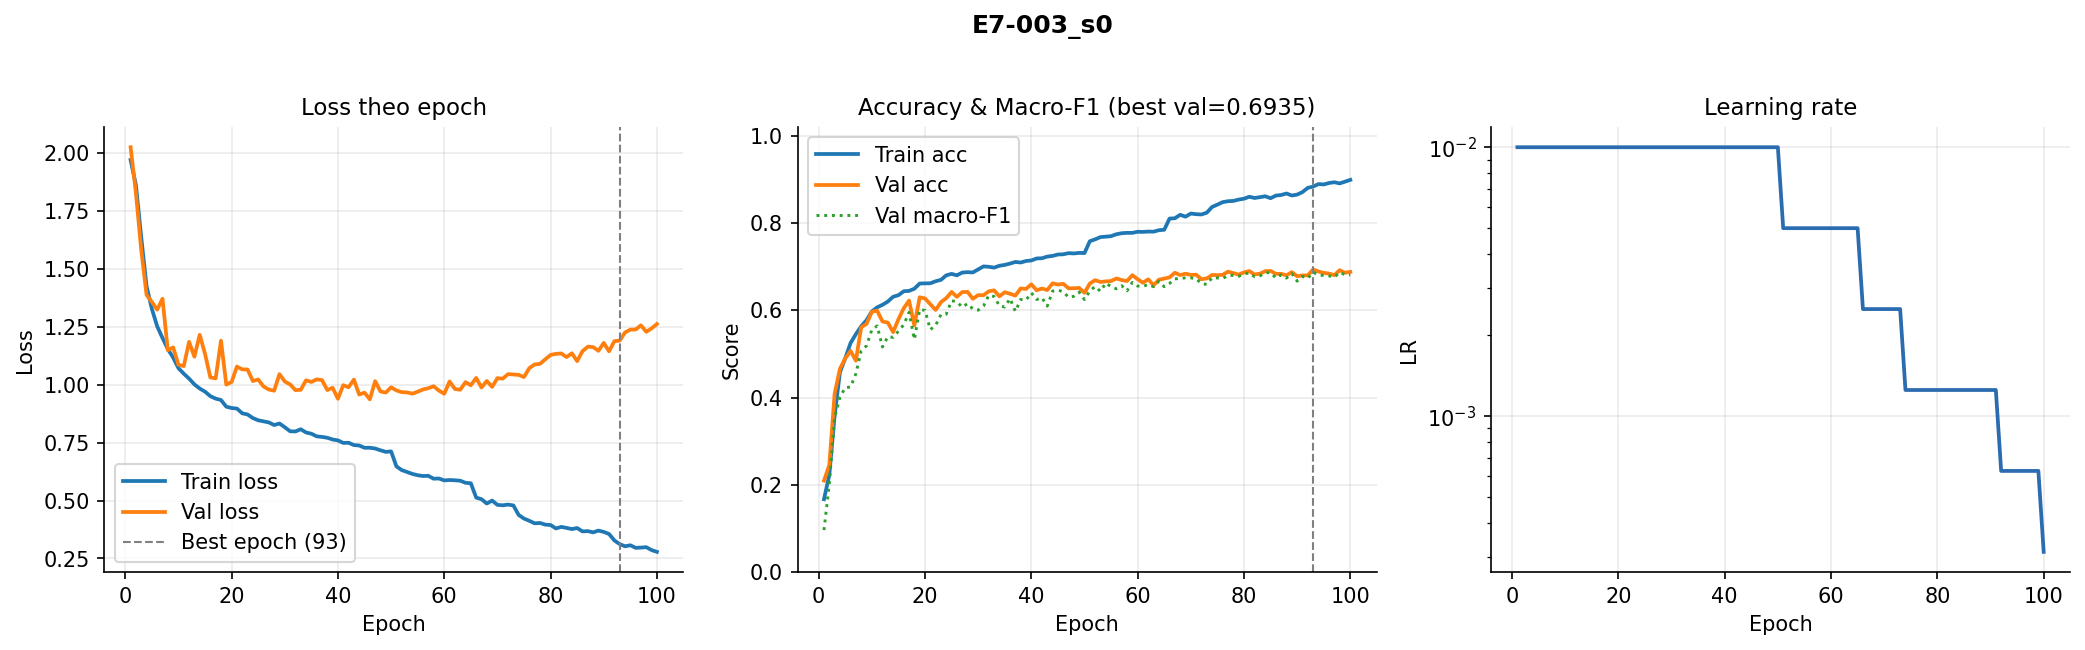 E7-003_s0
Loss theo epoch
2.00
1.75
1.50
1.25
1.00
0.75
0.50
0.25
Loss
Train loss
Val loss
Best epoch (93)
0 20 40 60 80 100
Epoch
Accuracy & Macro-F1 (best val=0.6935)
1.0
0.8
0.6
0.4
0.2
0.0
Score
Train acc
Val acc
Val macro-F1
0 20 40 60 80 100
Epoch
Learning rate
10⁻²
10⁻³
LR
0 20 40 60 80 100
Epoch